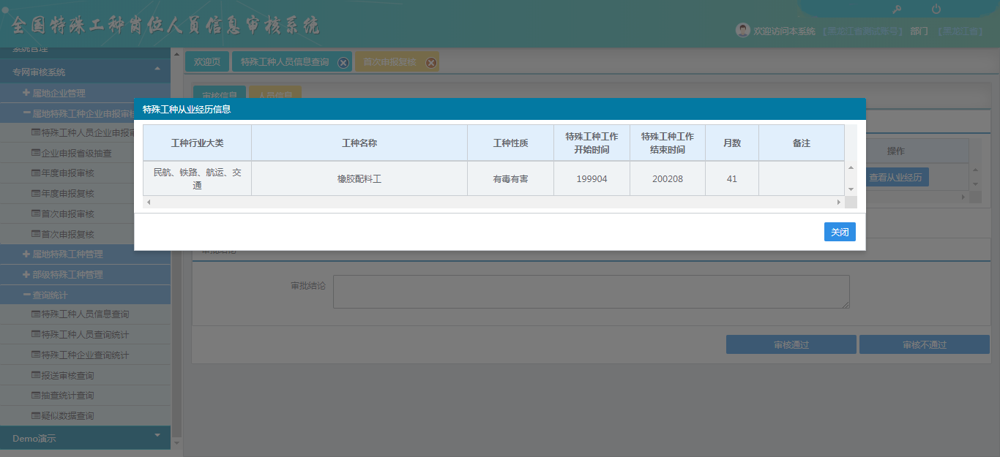 全国特殊工种岗位人员信息审核系统
欢迎访问本系统 【黑龙江省测试账号】 部门 【黑龙江省】
系统管理
专网审核系统
属地企业管理
属地特殊工种企业申报审核
特殊工种人员企业申报审
企业申报省级抽查
年度申报审核
年度申报复核
首次申报审核
首次申报复核
属地特殊工种管理
部级特殊工种管理
查询统计
特殊工种人员信息查询
特殊工种人员查询统计
特殊工种企业查询统计
报送审核查询
抽查统计查询
疑似数据查询
Demo演示
欢迎页 特殊工种人员信息查询 首次申报复核
审核信息 人员信息
特殊工种从业经历信息
工种行业大类 工种名称 工种性质 特殊工种工作开始时间 特殊工种工作结束时间 月数 备注
民航、铁路、航运、交通 橡胶配料工 有毒有害 199904 200208 41
关闭
操作
查看从业经历
审批结论
审批结论
审核通过 审核不通过